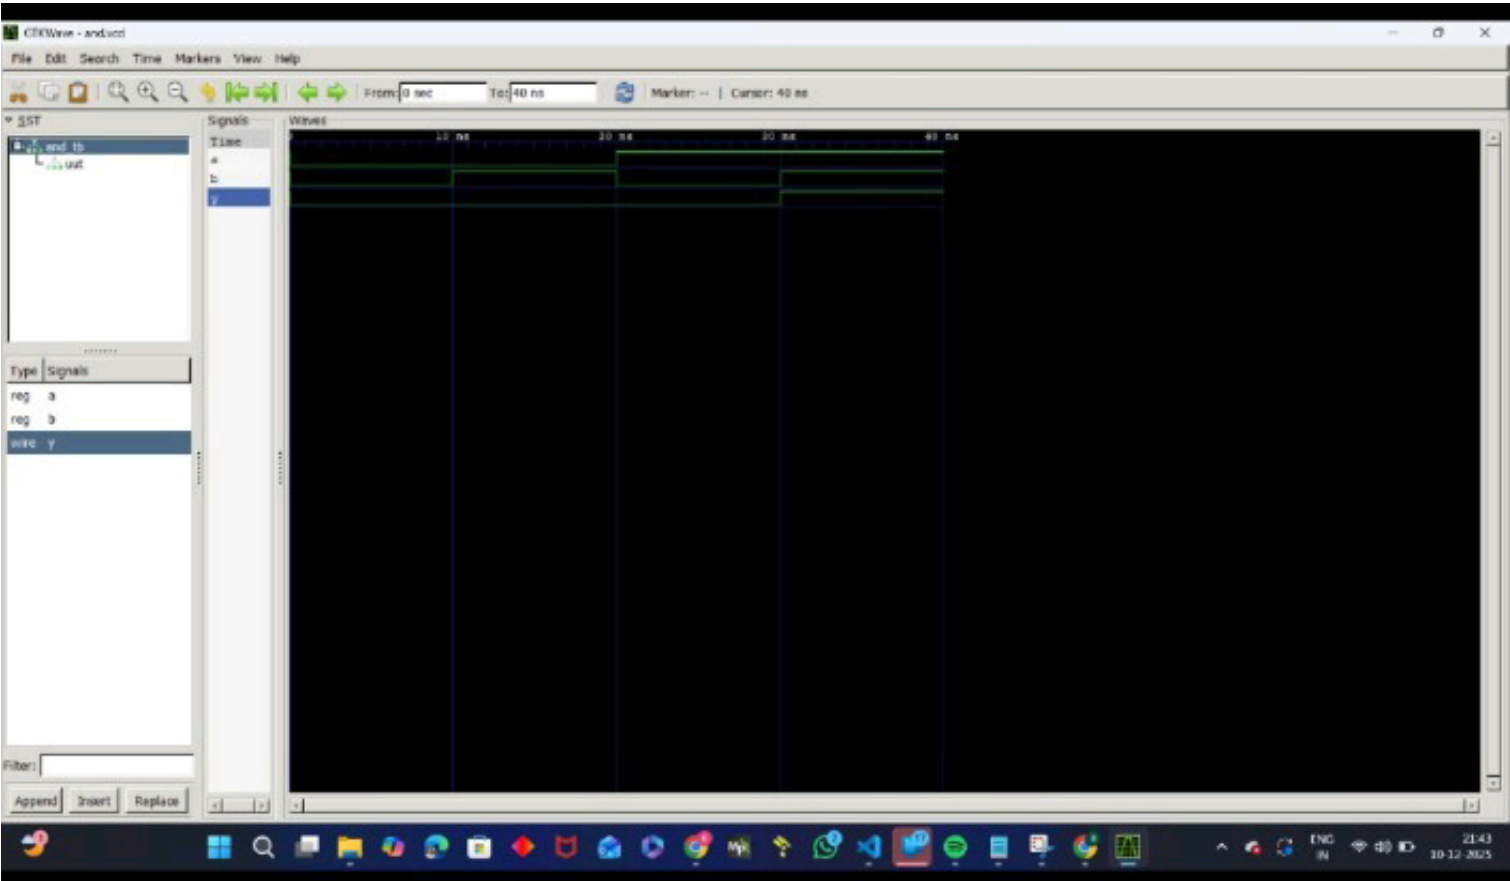 GTKWave - and.vcd
File Edit Search Time Markers View Help
From: 0 sec To: 40 ns Marker: -- | Cursor: 40 ns
SST
and_tb
uut
Signals
Time
a
b
y
Waves
10 ns 20 ns 30 ns 40 ns
Type Signals
reg a
reg b
wire y
Filter:
Append Insert Replace
ENG
IN
21:43
10-12-2025